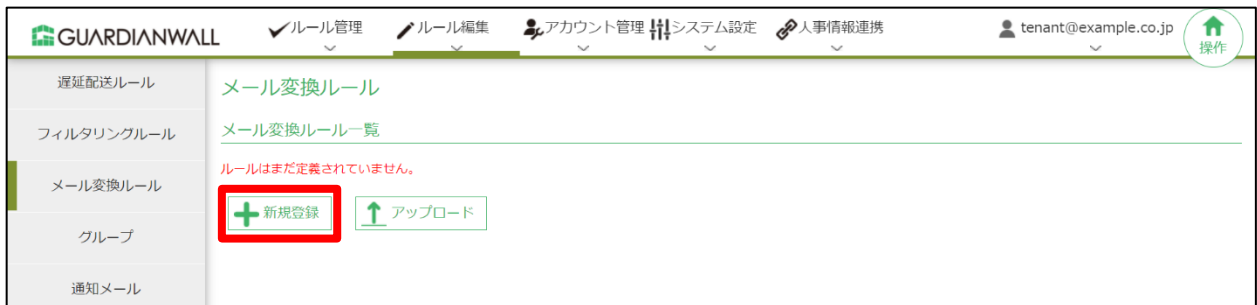 GUARDIANWALL
ルール管理
ルール編集
アカウント管理
システム設定
人事情報連携
tenant@example.co.jp
操作
遅延配送ルール
フィルタリングルール
メール変換ルール
グループ
通知メール
メール変換ルール
メール変換ルール一覧
ルールはまだ定義されていません。
新規登録
アップロード